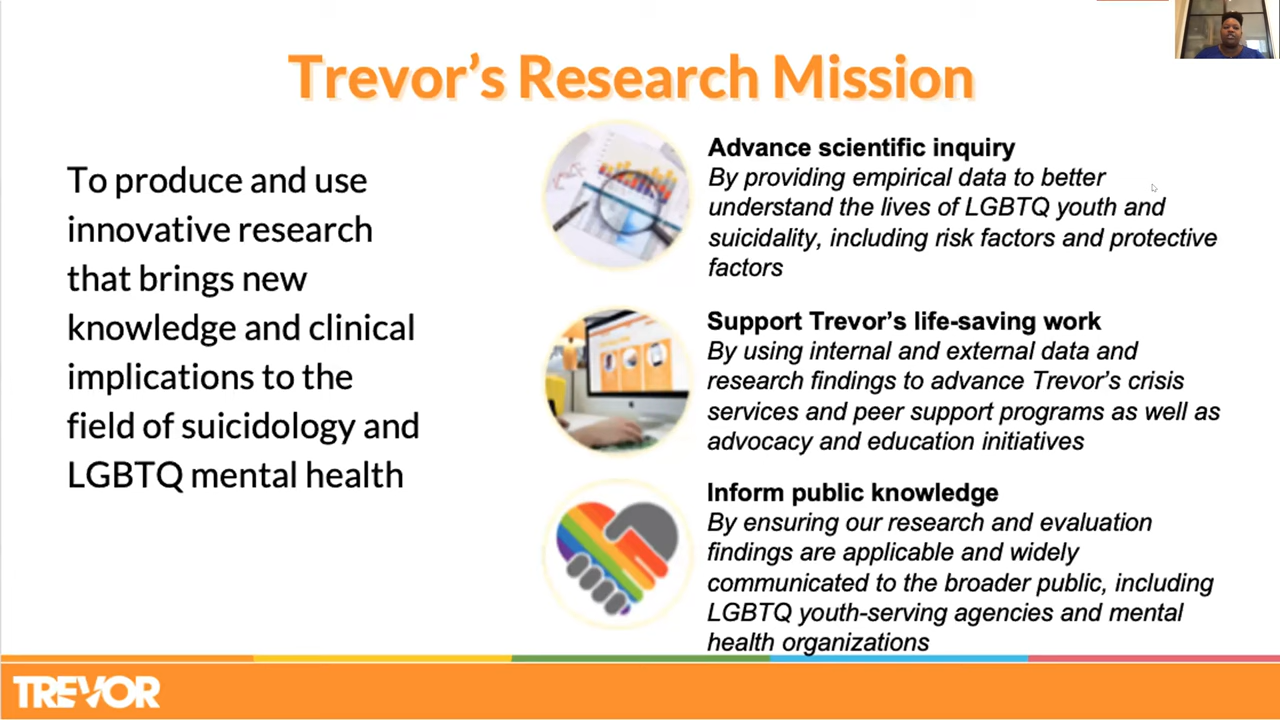 Trevor's Research Mission
To produce and use
innovative research
that brings new
knowledge and clinical
implications to the
field of suicidology and
LGBTQ mental health
Advance scientific inquiry
By providing empirical data to better
understand the lives of LGBTQ youth and
suicidality, including risk factors and protective
factors
Support Trevor's life-saving work
By using internal and external data and
research findings to advance Trevor's crisis
services and peer support programs as well as
advocacy and education initiatives
Inform public knowledge
By ensuring our research and evaluation
findings are applicable and widely
communicated to the broader public, including
LGBTQ youth-serving agencies and mental
health organizations
TREVOR